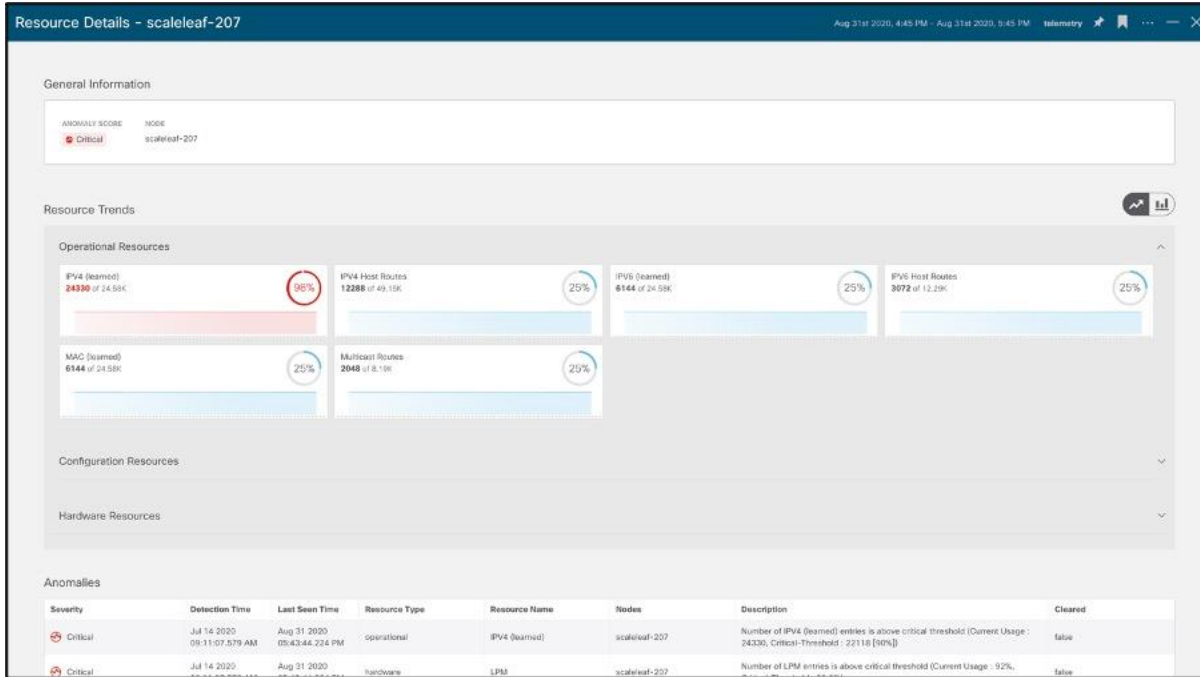 Resource Details - scaleleaf-207
Aug 31st 2020, 4:45 PM - Aug 31st 2020, 5:45 PM telemetry
General Information
ANOMALY SCORE NODE
Critical scaleleaf-207
Resource Trends
Operational Resources
IPV4 (learned)
24330 of 24.58K
98%
IPV4 Host Routes
12288 of 49.15K
25%
IPV6 (learned)
6144 of 24.58K
25%
IPV6 Host Routes
3072 of 12.29K
25%
MAC (learned)
6144 of 24.58K
25%
Multicast Routes
2048 of 8.19K
25%
Configuration Resources
Hardware Resources
Anomalies
Severity Detection Time Last Seen Time Resource Type Resource Name Nodes Description Cleared
Critical
Jul 14 2020
09:11:07.579 AM
Aug 31 2020
05:43:44.224 PM
operational
IPV4 (learned)
scaleleaf-207
Number of IPV4 (learned) entries is above critical threshold (Current Usage :
24330, Critical-Threshold : 22118 [90%])
false
Critical
Jul 14 2020
Aug 31 2020
hardware
LPM
scaleleaf-207
Number of LPM entries is above critical threshold (Current Usage : 92%,
false